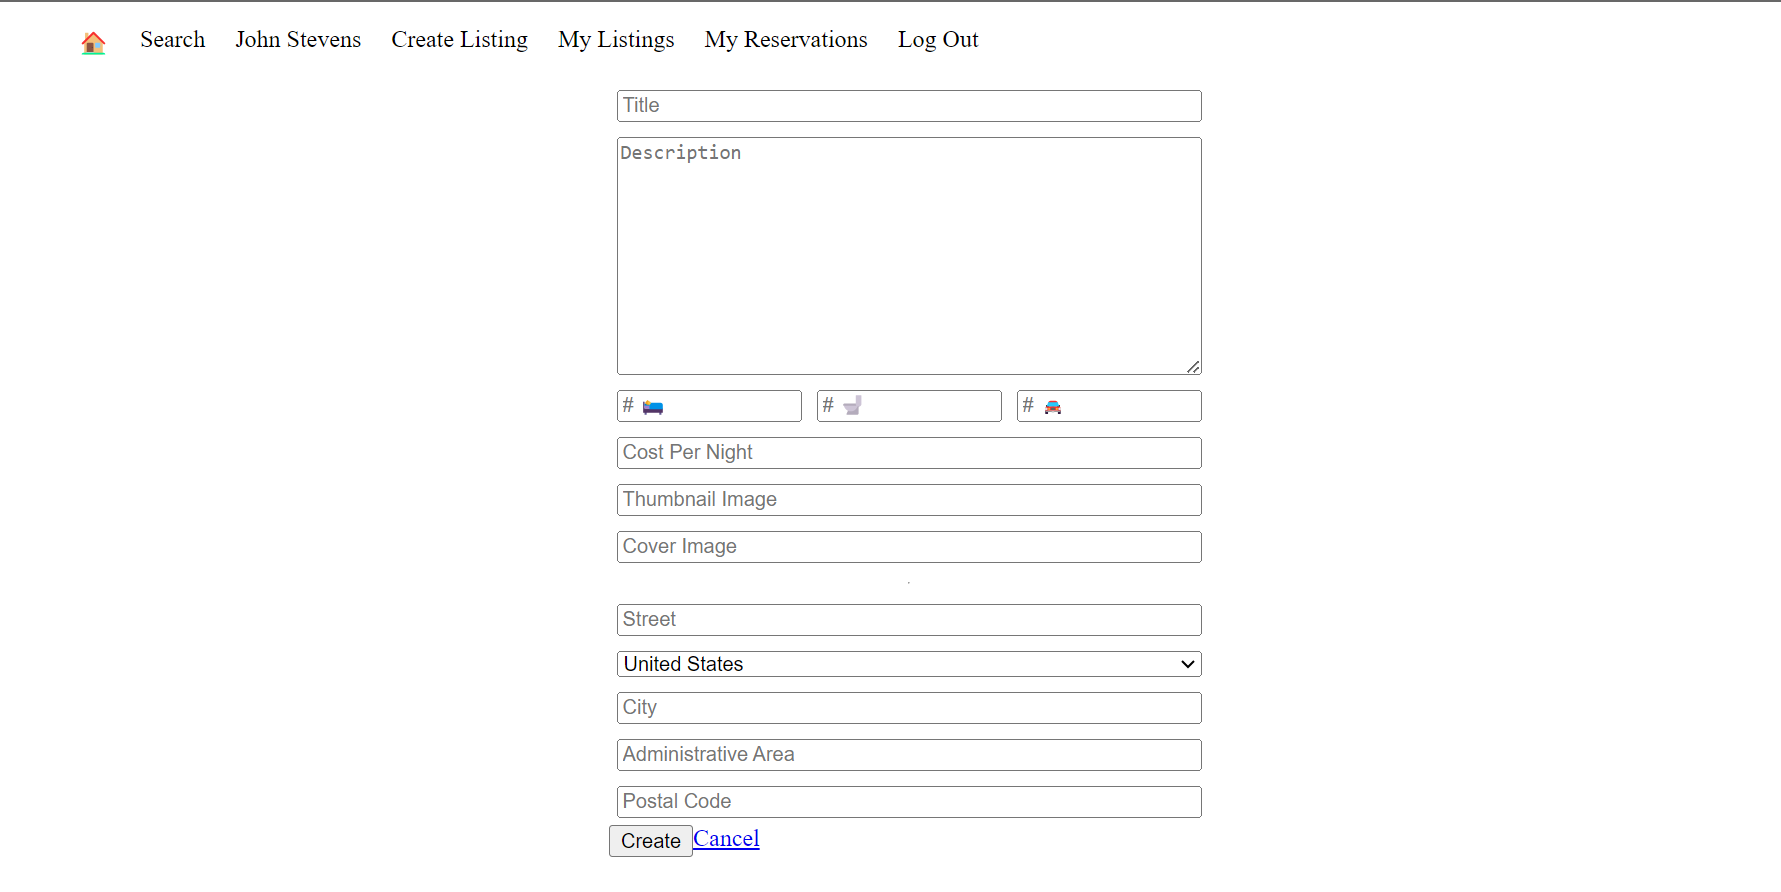 🏠 Search John Stevens Create Listing My Listings My Reservations Log Out
Title
Description
# 🛌 # 🚽 # 🚘
Cost Per Night
Thumbnail Image
Cover Image
Street
United States
City
Administrative Area
Postal Code
Create Cancel